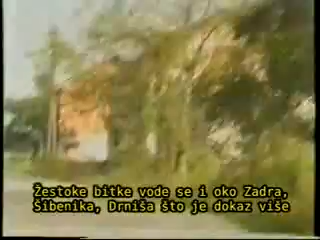 Žestoke bitke vode se i oko Zadra,
Šibenika, Drniša što je dokaz više